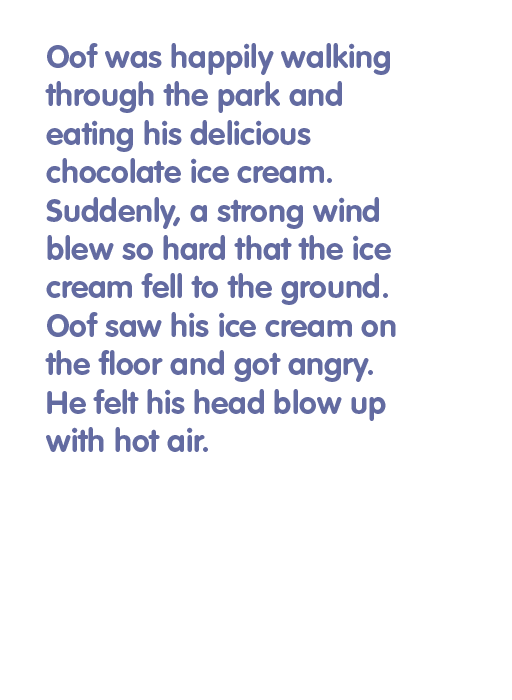 Oof was happily walking
through the park and
eating his delicious
chocolate ice cream.
Suddenly, a strong wind
blew so hard that the ice
cream fell to the ground.
Oof saw his ice cream on
the floor and got angry.
He felt his head blow up
with hot air.